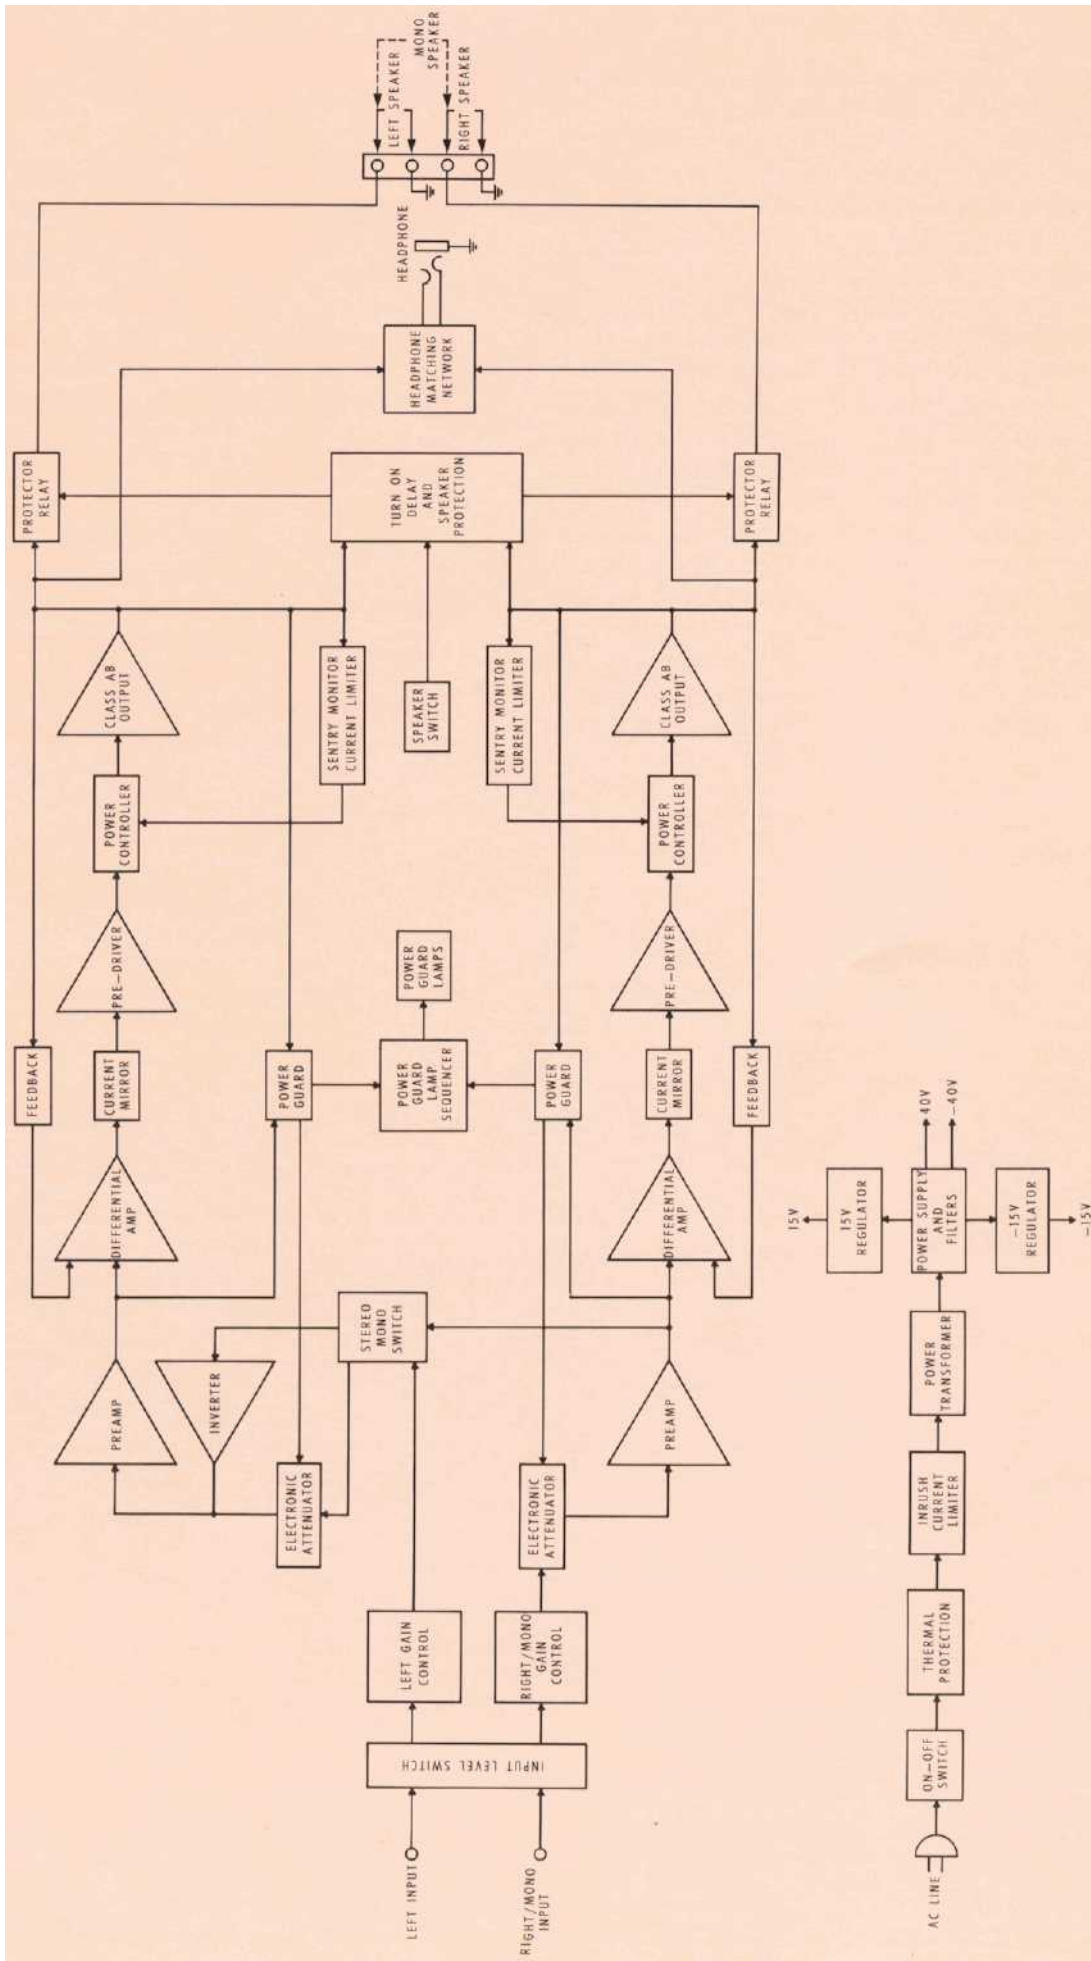 LEFT INPUT
RIGHT/MONO
INPUT
INPUT LEVEL SWITCH
LEFT GAIN
CONTROL
RIGHT/MONO
GAIN
CONTROL
ELECTRONIC
ATTENUATOR
ELECTRONIC
ATTENUATOR
PREAMP
INVERTER
STEREO
MONO
SWITCH
PREAMP
DIFFERENTIAL
AMP
DIFFERENTIAL
AMP
FEEDBACK
CURRENT
MIRROR
POWER
GUARD
POWER
GUARD
LAMP
SEQUENCER
POWER
GUARD
CURRENT
MIRROR
FEEDBACK
PRE-DRIVER
POWER
GUARD
LAMPS
PRE-DRIVER
POWER
CONTROLLER
POWER
CONTROLLER
CLASS AB
OUTPUT
SENTRY MONITOR
CURRENT LIMITER
SPEAKER
SWITCH
SENTRY MONITOR
CURRENT LIMITER
CLASS AB
OUTPUT
PROTECTOR
RELAY
TURN ON
DELAY
AND
SPEAKER
PROTECTION
PROTECTOR
RELAY
HEADPHONE
MATCHING
NETWORK
HEADPHONE
LEFT SPEAKER
MONO
SPEAKER
RIGHT SPEAKER
AC LINE
ON-OFF
SWITCH
THERMAL
PROTECTION
INRUSH
CURRENT
LIMITER
POWER
TRANSFORMER
15V
15V
REGULATOR
POWER SUPPLY
AND
FILTERS
-15V
REGULATOR
-15V
40V
-40V